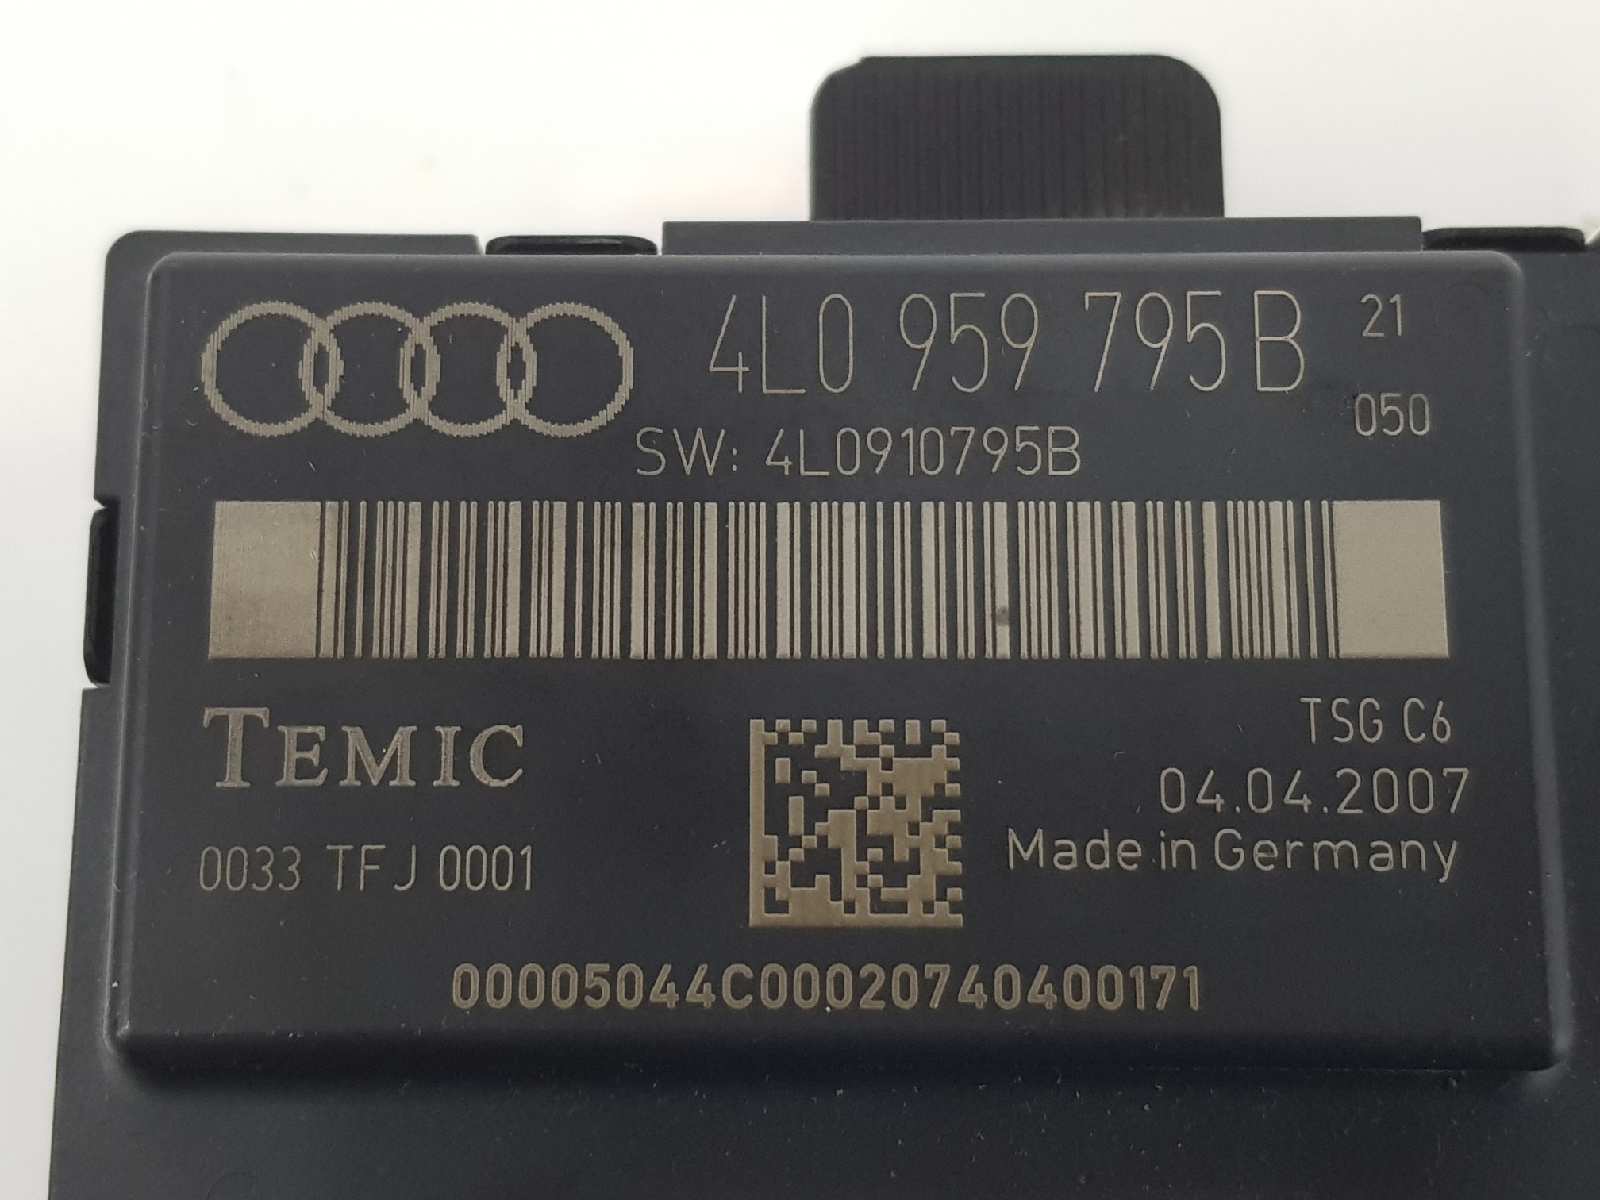 4L0 959 795 B 21
050
SW: 4L0910795B
TEMIC
TSG C6
04.04.2007
Made in Germany
0033 TFJ 0001
00005044C00020740400171